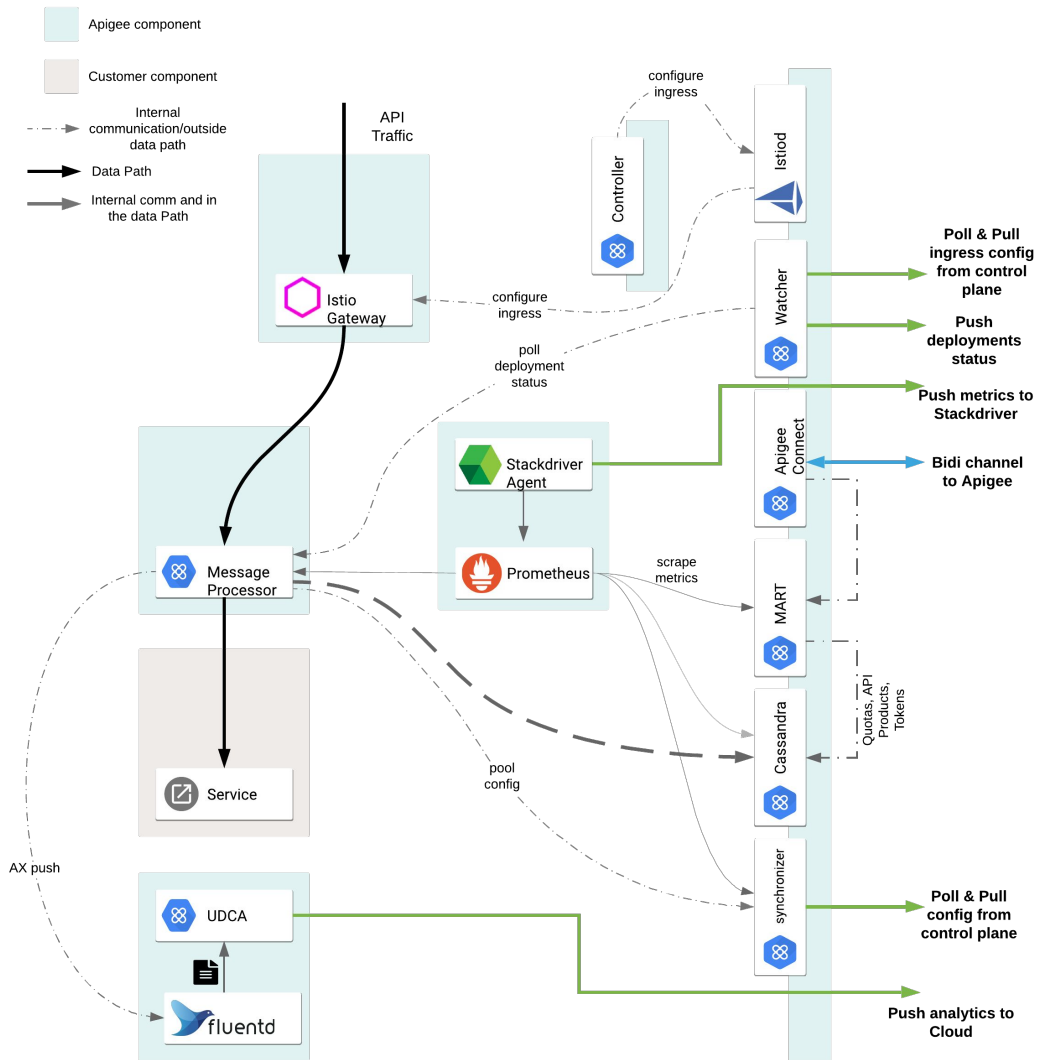 Apigee component
Customer component
Internal
communication/outside
data path
Data Path
Internal comm and in
the data Path
API
Traffic
configure
ingress
Istiod
Controller
Istio
Gateway
configure
ingress
Watcher
Poll & Pull
ingress config
from control
plane
Push
deployments
status
poll
deployment
status
Push metrics to
Stackdriver
Stackdriver
Agent
Apigee
Connect
Bidi channel
to Apigee
Message
Processor
Prometheus
scrape
metrics
MART
Quotas, API
Products,
Tokens
Cassandra
Service
pool
config
AX push
synchronizer
UDCA
Poll & Pull
config from
control plane
fluentd
Push analytics to
Cloud